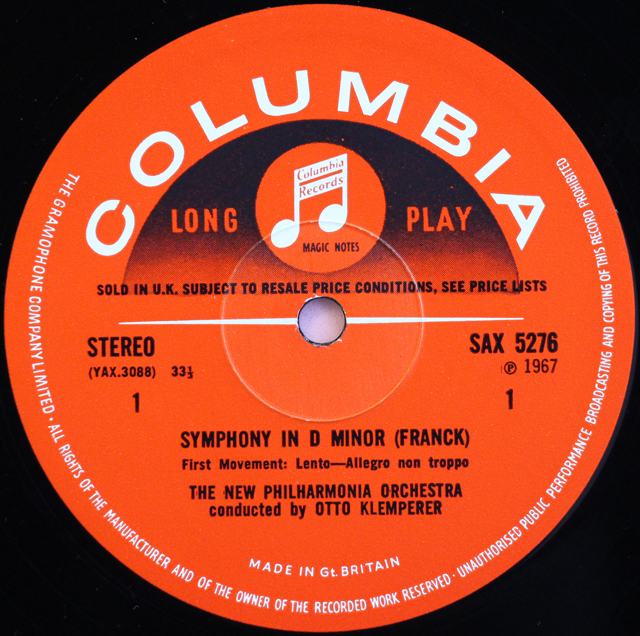 COLUMBIA
Columbia
Records
LONG PLAY
MAGIC NOTES
SOLD IN U.K. SUBJECT TO RESALE PRICE CONDITIONS, SEE PRICE LISTS
STEREO
SAX 5276
(YAX.3088) 33⅓
℗ 1967
1
1
SYMPHONY IN D MINOR (FRANCK)
First Movement: Lento—Allegro non troppo
THE NEW PHILHARMONIA ORCHESTRA
conducted by OTTO KLEMPERER
MADE IN Gt. BRITAIN
THE GRAMOPHONE COMPANY LIMITED · ALL RIGHTS OF THE MANUFACTURER AND OF THE OWNER OF THE RECORDED WORK RESERVED · UNAUTHORISED PUBLIC PERFORMANCE BROADCASTING AND COPYING OF THIS RECORD PROHIBITED